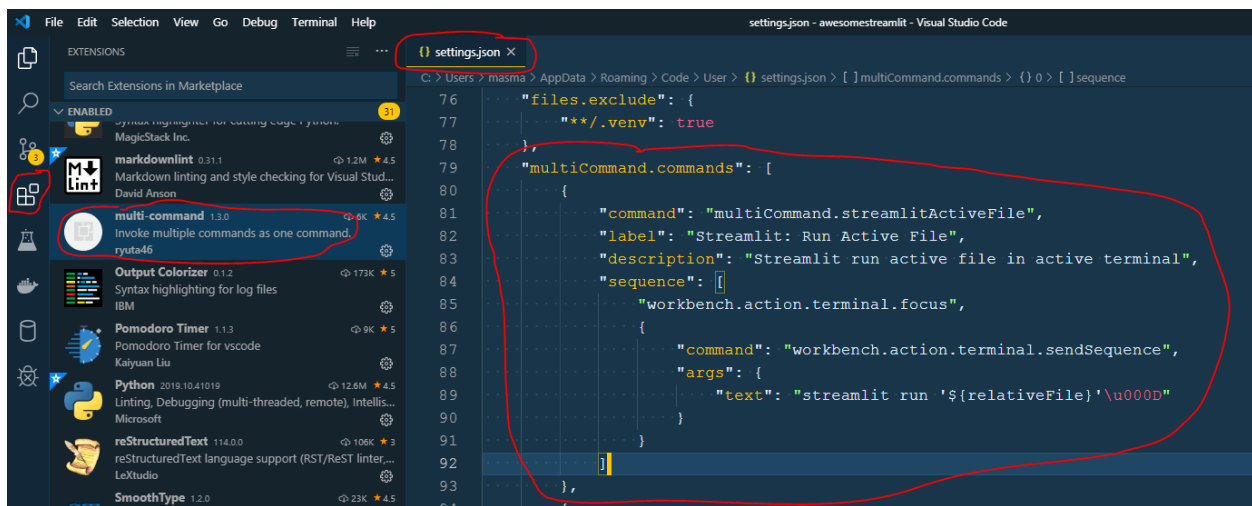 File Edit Selection View Go Debug Terminal Help
settings.json - awesomestreamlit - Visual Studio Code
EXTENSIONS
Search Extensions in Marketplace
ENABLED
31
3
Syntax highlighter for cutting edge Python.
MagicStack Inc.
markdownlint 0.31.1 1.2M ★4.5
Markdown linting and style checking for Visual Stud...
David Anson
M
Lint
multi-command 1.3.0 6K ★4.5
Invoke multiple commands as one command.
ryuta46
Output Colorizer 0.1.2 173K ★5
Syntax highlighting for log files
IBM
Pomodoro Timer 1.1.3 9K ★5
Pomodoro Timer for vscode
Kaiyuan Liu
Python 2019.10.41019 12.6M ★4.5
Linting, Debugging (multi-threaded, remote), Intellis...
Microsoft
reStructuredText 114.0.0 106K ★3
reStructuredText language support (RST/ReST linter,...
LeXtudio
SmoothType 1.2.0 23K ★4.5
{} settings.json ×
C: > Users > masma > AppData > Roaming > Code > User > {} settings.json > [ ] multiCommand.commands > {} 0 > [ ] sequence
76 "files.exclude": {
77 "**/.venv": true
78 },
79 "multiCommand.commands": [
80 {
81 "command": "multiCommand.streamlitActiveFile",
82 "label": "Streamlit: Run Active File",
83 "description": "Streamlit run active file in active terminal",
84 "sequence": [
85 "workbench.action.terminal.focus",
86 {
87 "command": "workbench.action.terminal.sendSequence",
88 "args": {
89 "text": "streamlit run '${relativeFile}'\u000D"
90 }
91 }
92 ]
93 },